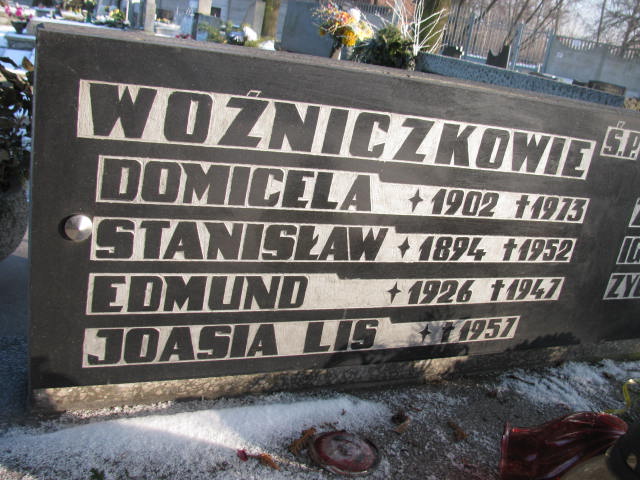 WOŹNICZKOWIE
DOMICELA ✦ 1902 † 1973
STANISŁAW ✦ 1894 † 1952
EDMUND ✦ 1926 † 1947
JOASIA LIS ✦ † 1957
Ś.P.